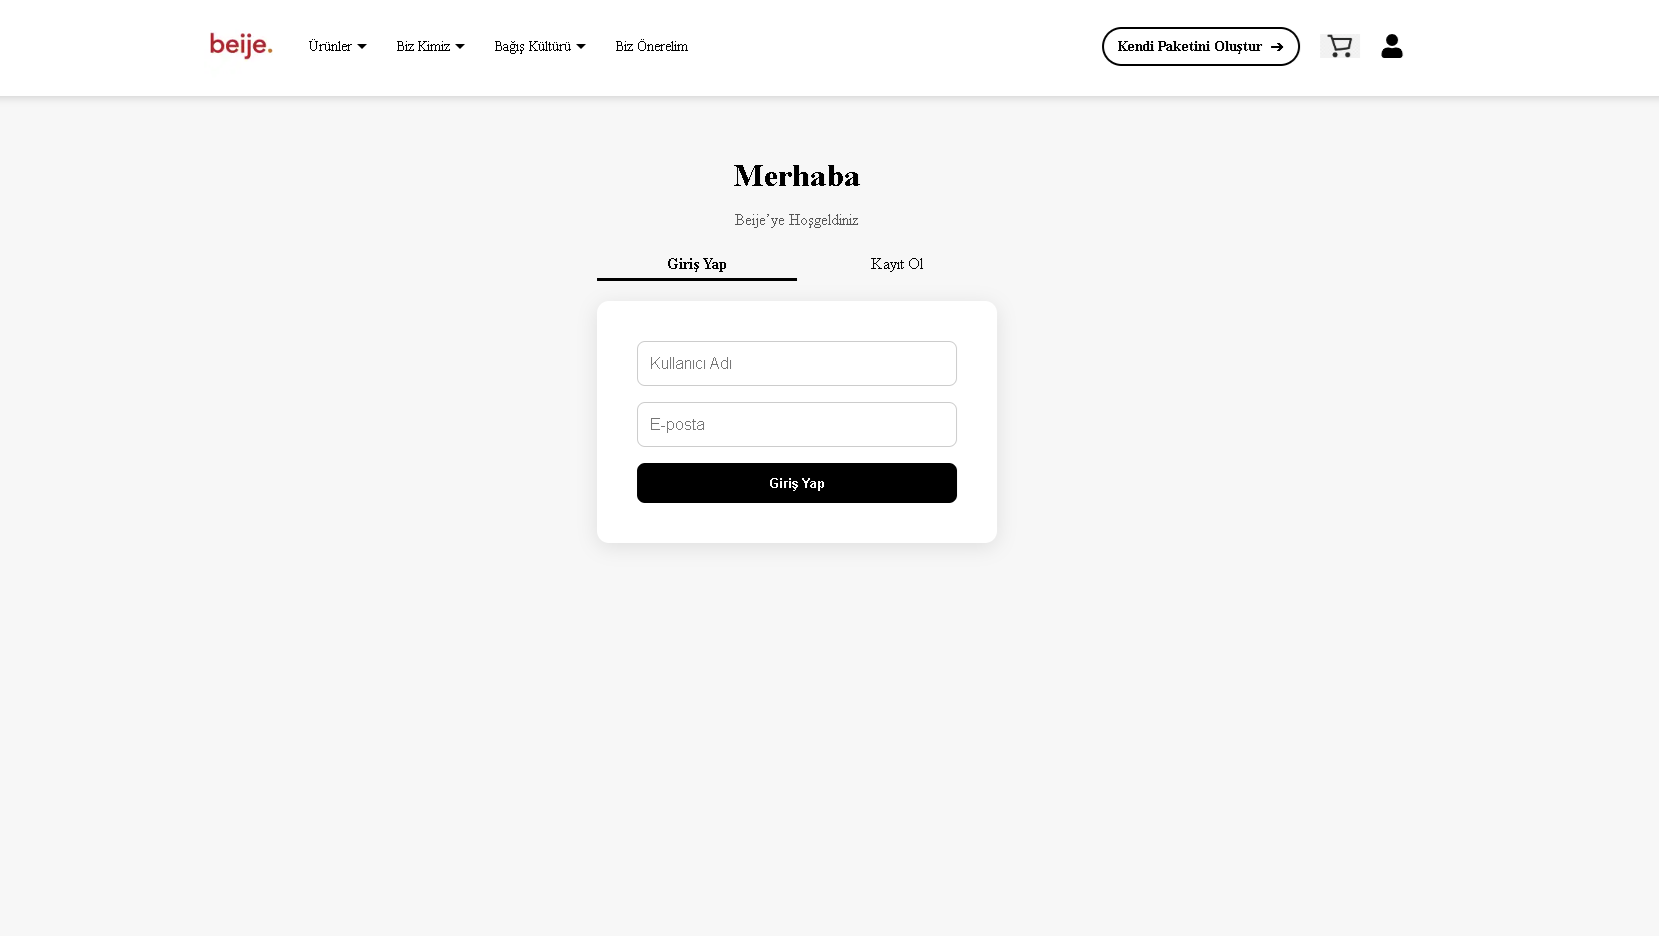 beije.
Ürünler
Biz Kimiz
Bağış Kültürü
Biz Önerelim
Kendi Paketini Oluştur ➔
Merhaba
Beije’ye Hoşgeldiniz
Giriş Yap
Kayıt Ol
Kullanıcı Adı
E-posta
Giriş Yap